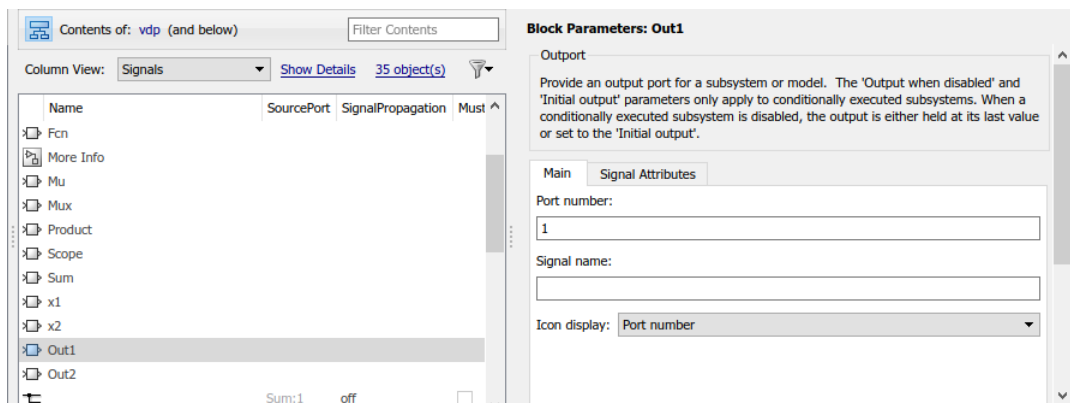 Contents of: vdp (and below)
Filter Contents
Column View: Signals
Show Details
35 object(s)
Name SourcePort SignalPropagation Must
Fcn
More Info
Mu
Mux
Product
Scope
Sum
x1
x2
Out1
Out2
Sum:1 off
Block Parameters: Out1
Outport
Provide an output port for a subsystem or model. The 'Output when disabled' and
'Initial output' parameters only apply to conditionally executed subsystems. When a
conditionally executed subsystem is disabled, the output is either held at its last value
or set to the 'Initial output'.
Main Signal Attributes
Port number:
1
Signal name:
Icon display: Port number